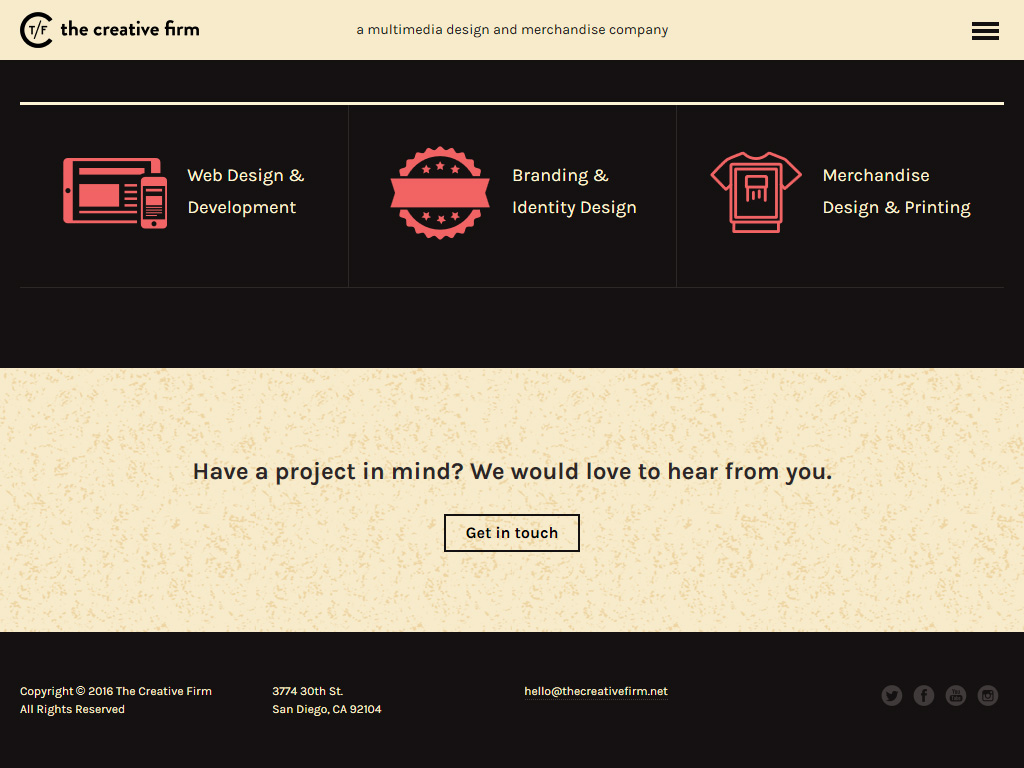 T/F the creative firm
a multimedia design and merchandise company
Web Design &
Development
Branding &
Identity Design
Merchandise
Design & Printing
Have a project in mind? We would love to hear from you.
Get in touch
Copyright © 2016 The Creative Firm
All Rights Reserved
3774 30th St.
San Diego, CA 92104
hello@thecreativefirm.net
You
Tube